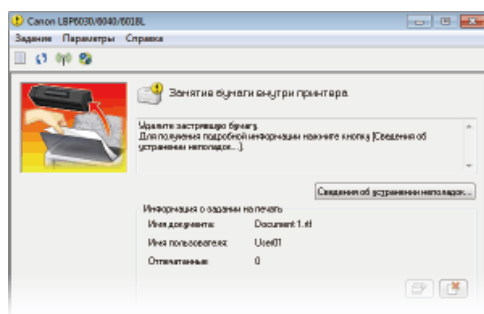 Canon LBP6030/6040/6018L
Задание Параметры Справка
Замятие бумаги внутри принтера
Удалите застрявшую бумагу.
Для получения подробной информации нажмите кнопку [Сведения об
устранении неполадок...].
Сведения об устранении неполадок...
Информация о задании на печать
Имя документа: Document 1.rtf
Имя пользователя: User01
Отпечатанные: 0